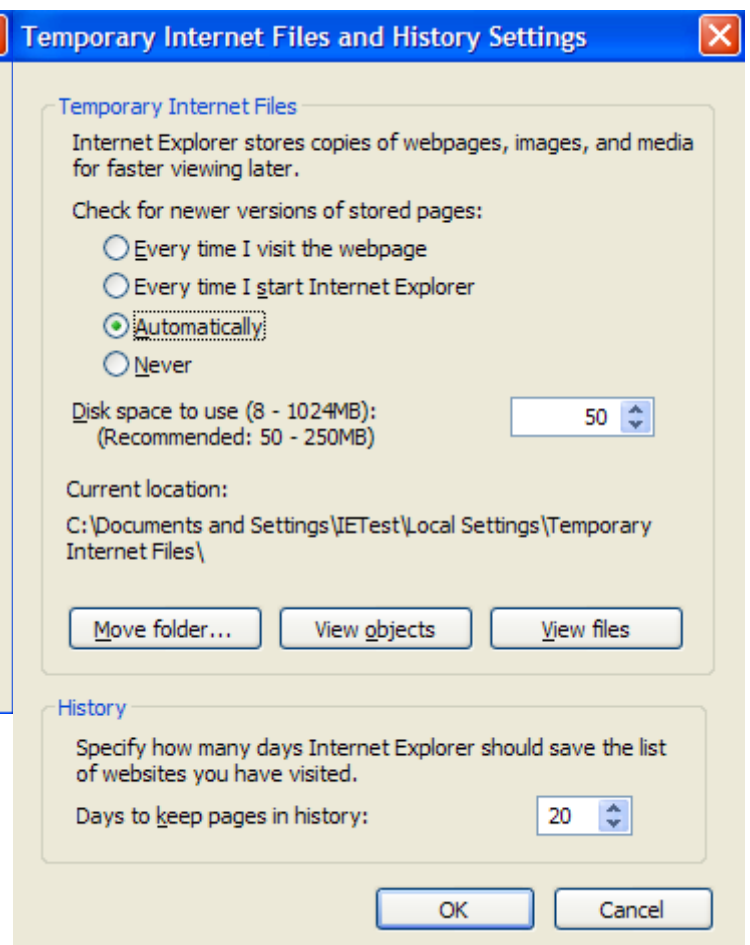 Temporary Internet Files and History Settings
Temporary Internet Files
Internet Explorer stores copies of webpages, images, and media
for faster viewing later.
Check for newer versions of stored pages:
Every time I visit the webpage
Every time I start Internet Explorer
Automatically
Never
Disk space to use (8 - 1024MB): 50
(Recommended: 50 - 250MB)
Current location:
C:\Documents and Settings\IETest\Local Settings\Temporary
Internet Files\
Move folder... View objects View files
History
Specify how many days Internet Explorer should save the list
of websites you have visited.
Days to keep pages in history: 20
OK Cancel